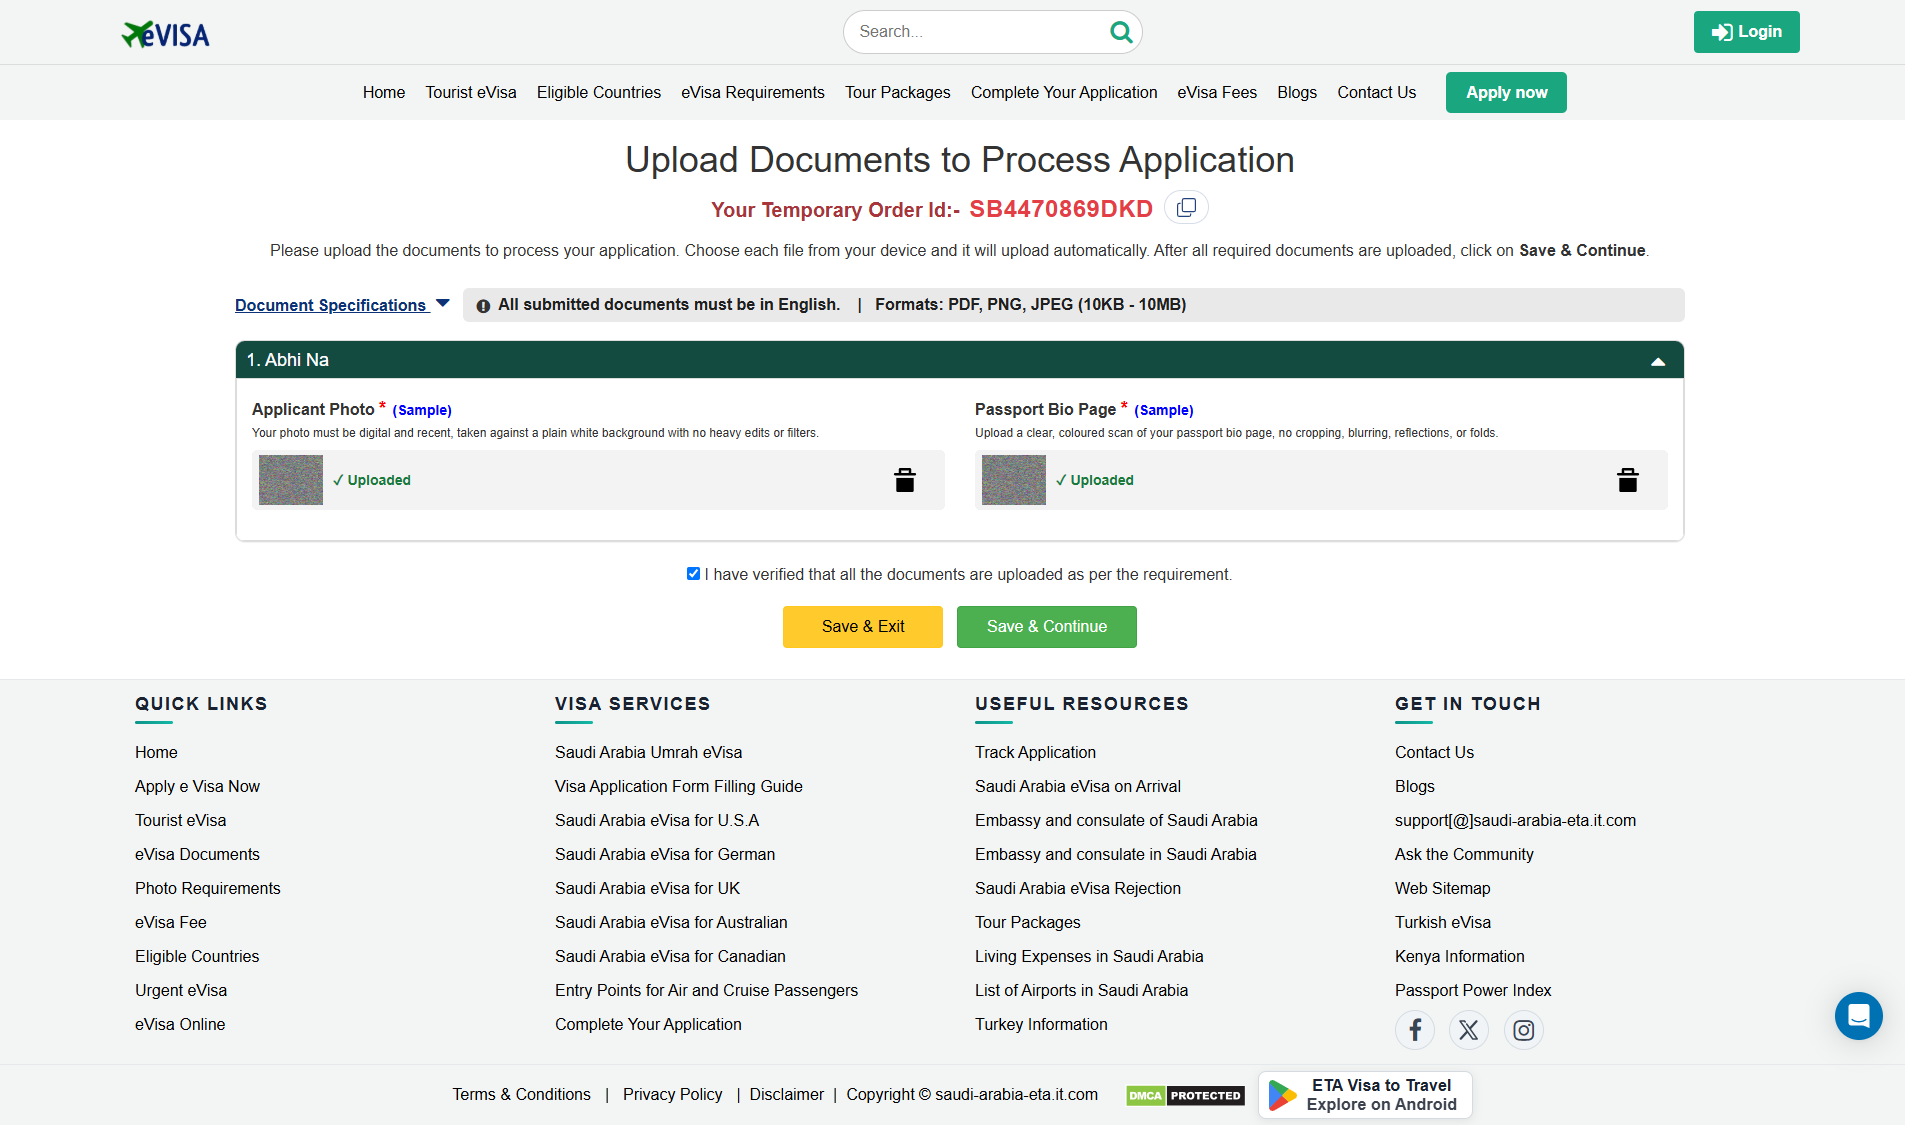 eVISA
Search...
Login
Home Tourist eVisa Eligible Countries eVisa Requirements Tour Packages Complete Your Application eVisa Fees Blogs Contact Us Apply now
Upload Documents to Process Application
Your Temporary Order Id:- SB4470869DKD
Please upload the documents to process your application. Choose each file from your device and it will upload automatically. After all required documents are uploaded, click on Save & Continue.
Document Specifications All submitted documents must be in English. | Formats: PDF, PNG, JPEG (10KB - 10MB)
1. Abhi Na
Applicant Photo * (Sample)
Your photo must be digital and recent, taken against a plain white background with no heavy edits or filters.
✓ Uploaded
Passport Bio Page * (Sample)
Upload a clear, coloured scan of your passport bio page, no cropping, blurring, reflections, or folds.
✓ Uploaded
I have verified that all the documents are uploaded as per the requirement.
Save & Exit Save & Continue
QUICK LINKS
Home
Apply e Visa Now
Tourist eVisa
eVisa Documents
Photo Requirements
eVisa Fee
Eligible Countries
Urgent eVisa
eVisa Online
VISA SERVICES
Saudi Arabia Umrah eVisa
Visa Application Form Filling Guide
Saudi Arabia eVisa for U.S.A
Saudi Arabia eVisa for German
Saudi Arabia eVisa for UK
Saudi Arabia eVisa for Australian
Saudi Arabia eVisa for Canadian
Entry Points for Air and Cruise Passengers
Complete Your Application
USEFUL RESOURCES
Track Application
Saudi Arabia eVisa on Arrival
Embassy and consulate of Saudi Arabia
Embassy and consulate in Saudi Arabia
Saudi Arabia eVisa Rejection
Tour Packages
Living Expenses in Saudi Arabia
List of Airports in Saudi Arabia
Turkey Information
GET IN TOUCH
Contact Us
Blogs
support[@]saudi-arabia-eta.it.com
Ask the Community
Web Sitemap
Turkish eVisa
Kenya Information
Passport Power Index
Terms & Conditions | Privacy Policy | Disclaimer | Copyright © saudi-arabia-eta.it.com
DMCA PROTECTED
ETA Visa to Travel
Explore on Android